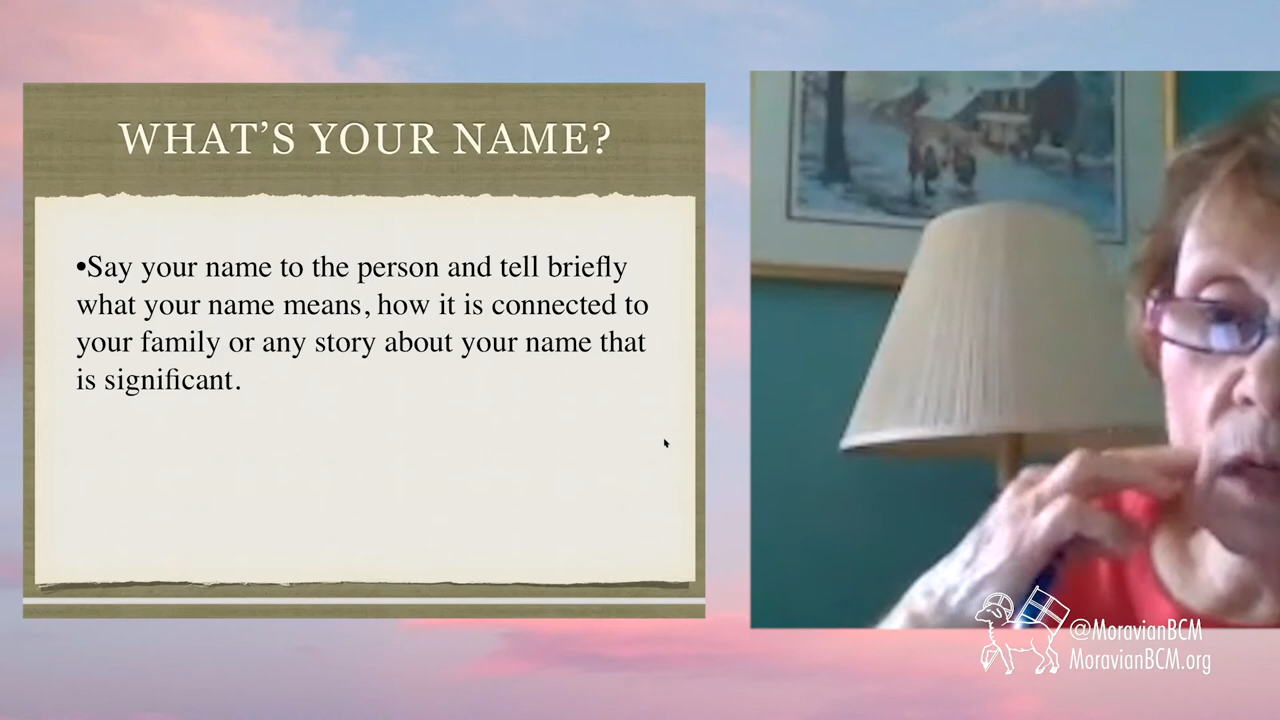 WHAT’S YOUR NAME?
•Say your name to the person and tell briefly
what your name means, how it is connected to
your family or any story about your name that
is significant.
@MoravianBCM
MoravianBCM.org